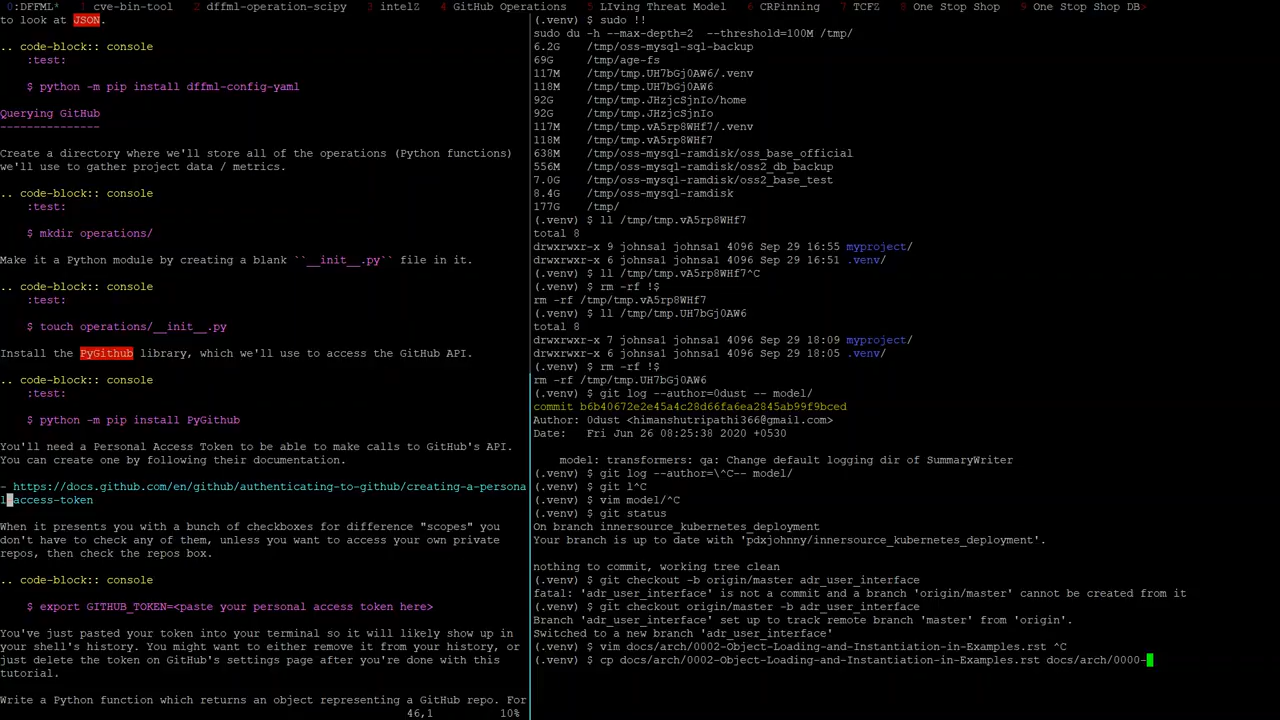 0:DFFML* 1 cve-bin-tool 2 dffml-operation-scipy 3 intelZ 4 GitHub Operations 5 LIving Threat Model 6 CRPinning 7 TCFZ 8 One Stop Shop 9 One Stop Shop DB>
to look at JSON.
.. code-block:: console
:test:
$ python -m pip install dffml-config-yaml
Querying GitHub
---------------
Create a directory where we'll store all of the operations (Python functions)
we'll use to gather project data / metrics.
.. code-block:: console
:test:
$ mkdir operations/
Make it a Python module by creating a blank ``__init__.py`` file in it.
.. code-block:: console
:test:
$ touch operations/__init__.py
Install the PyGithub library, which we'll use to access the GitHub API.
.. code-block:: console
:test:
$ python -m pip install PyGithub
You'll need a Personal Access Token to be able to make calls to GitHub's API.
You can create one by following their documentation.
- https://docs.github.com/en/github/authenticating-to-github/creating-a-persona
l-access-token
When it presents you with a bunch of checkboxes for difference "scopes" you
don't have to check any of them, unless you want to access your own private
repos, then check the repos box.
.. code-block:: console
$ export GITHUB_TOKEN=<paste your personal access token here>
You've just pasted your token into your terminal so it will likely show up in
your shell's history. You might want to either remove it from your history, or
just delete the token on GitHub's settings page after you're done with this
tutorial.
Write a Python function which returns an object representing a GitHub repo. For
46,1 10%
(.venv) $ sudo !!
sudo du -h --max-depth=2 --threshold=100M /tmp/
6.2G /tmp/oss-mysql-sql-backup
69G /tmp/age-fs
117M /tmp/tmp.UH7bGj0AW6/.venv
118M /tmp/tmp.UH7bGj0AW6
92G /tmp/tmp.JHzjcSjnIo/home
92G /tmp/tmp.JHzjcSjnIo
117M /tmp/tmp.vA5rp8WHf7/.venv
118M /tmp/tmp.vA5rp8WHf7
638M /tmp/oss-mysql-ramdisk/oss_base_official
556M /tmp/oss-mysql-ramdisk/oss2_db_backup
7.0G /tmp/oss-mysql-ramdisk/oss2_base_test
8.4G /tmp/oss-mysql-ramdisk
177G /tmp/
(.venv) $ ll /tmp/tmp.vA5rp8WHf7
total 8
drwxrwxr-x 9 johnsa1 johnsa1 4096 Sep 29 16:55 myproject/
drwxrwxr-x 6 johnsa1 johnsa1 4096 Sep 29 16:51 .venv/
(.venv) $ ll /tmp/tmp.vA5rp8WHf7^C
(.venv) $ rm -rf !$
rm -rf /tmp/tmp.vA5rp8WHf7
(.venv) $ ll /tmp/tmp.UH7bGj0AW6
total 8
drwxrwxr-x 7 johnsa1 johnsa1 4096 Sep 29 18:09 myproject/
drwxrwxr-x 6 johnsa1 johnsa1 4096 Sep 29 18:05 .venv/
(.venv) $ rm -rf !$
rm -rf /tmp/tmp.UH7bGj0AW6
(.venv) $ git log --author=0dust -- model/
commit b6b40672e2e45a4c28d66fa6ea2845ab99f9bced
Author: 0dust <himanshutripathi366@gmail.com>
Date: Fri Jun 26 08:25:38 2020 +0530
model: transformers: qa: Change default logging dir of SummaryWriter
(.venv) $ git log --author=\^C-- model/
(.venv) $ git l^C
(.venv) $ vim model/^C
(.venv) $ git status
On branch innersource_kubernetes_deployment
Your branch is up to date with 'pdxjohnny/innersource_kubernetes_deployment'.
nothing to commit, working tree clean
(.venv) $ git checkout -b origin/master adr_user_interface
fatal: 'adr_user_interface' is not a commit and a branch 'origin/master' cannot be created from it
(.venv) $ git checkout origin/master -b adr_user_interface
Branch 'adr_user_interface' set up to track remote branch 'master' from 'origin'.
Switched to a new branch 'adr_user_interface'
(.venv) $ vim docs/arch/0002-Object-Loading-and-Instantiation-in-Examples.rst ^C
(.venv) $ cp docs/arch/0002-Object-Loading-and-Instantiation-in-Examples.rst docs/arch/0000-